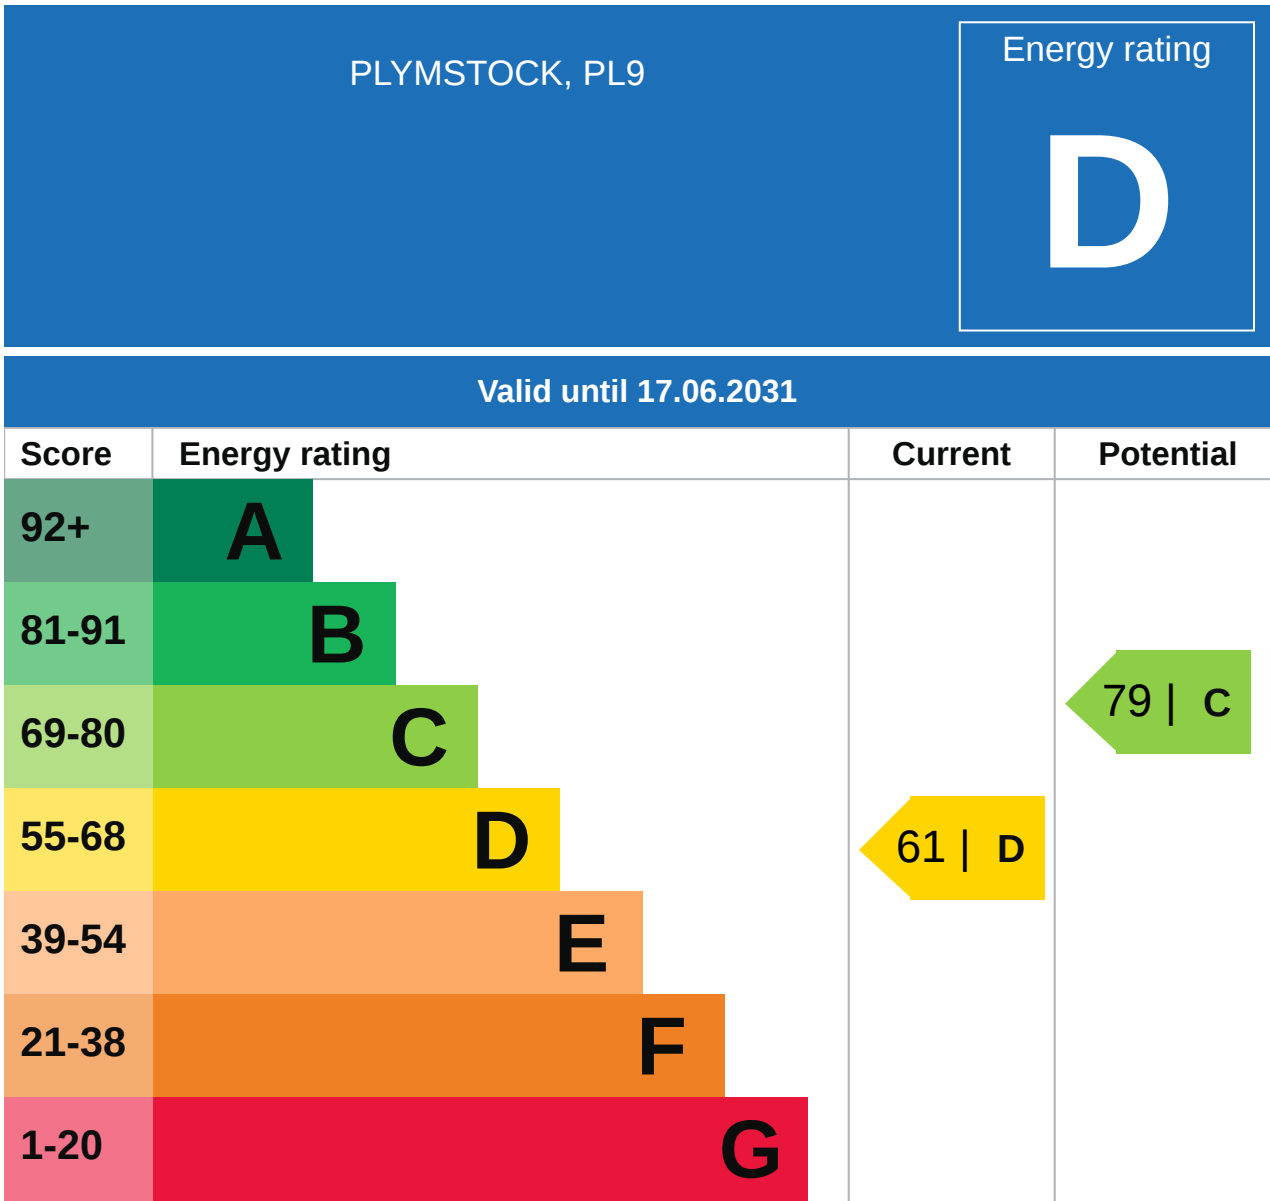 PLYMSTOCK, PL9
Energy rating
D
Valid until 17.06.2031
Score Energy rating Current Potential
92+ A
81-91 B
69-80 C
79 | C
55-68 D
61 | D
39-54 E
21-38 F
1-20 G